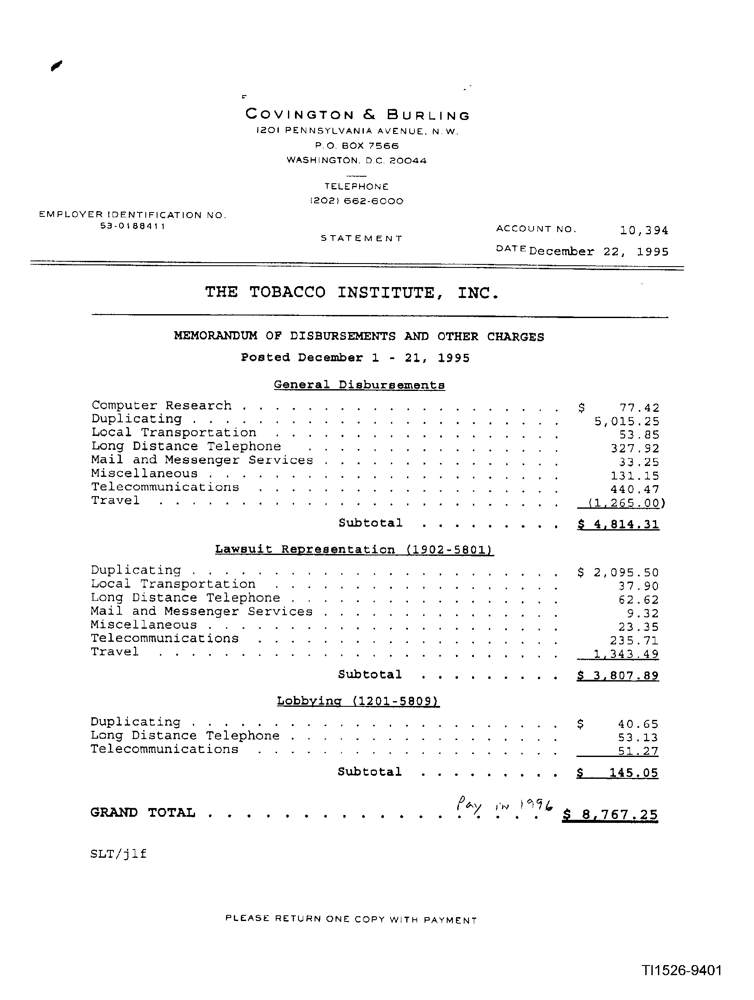 COVINGTON & BURLING
1201 PENNSYLVANIA AVENUE, N.W.
P.O. BOX 7566
WASHINGTON, D.C. 20044
TELEPHONE
(202) 662-6000
EMPLOYER IDENTIFICATION NO.
53-0188411
STATEMENT
ACCOUNT NO. 10,394
DATE December 22, 1995
THE TOBACCO INSTITUTE, INC.
MEMORANDUM OF DISBURSEMENTS AND OTHER CHARGES
Posted December 1 - 21, 1995
General Disbursements
Computer Research . . . . . . . . . . . . . . . . . . . . $ 77.42
Duplicating . . . . . . . . . . . . . . . . . . . . . . . 5,015.25
Local Transportation . . . . . . . . . . . . . . . . . . 53.85
Long Distance Telephone . . . . . . . . . . . . . . . . 327.92
Mail and Messenger Services . . . . . . . . . . . . . . . 33.25
Miscellaneous . . . . . . . . . . . . . . . . . . . . . . 131.15
Telecommunications . . . . . . . . . . . . . . . . . . . 440.47
Travel . . . . . . . . . . . . . . . . . . . . . . . . . (1,265.00)
Subtotal . . . . . . . . . $ 4,814.31
Lawsuit Representation (1902-5801)
Duplicating . . . . . . . . . . . . . . . . . . . . . . . $ 2,095.50
Local Transportation . . . . . . . . . . . . . . . . . . 37.90
Long Distance Telephone . . . . . . . . . . . . . . . . . 62.62
Mail and Messenger Services . . . . . . . . . . . . . . . 9.32
Miscellaneous . . . . . . . . . . . . . . . . . . . . . . 23.35
Telecommunications . . . . . . . . . . . . . . . . . . . 235.71
Travel . . . . . . . . . . . . . . . . . . . . . . . . . 1,343.49
Subtotal . . . . . . . . . $ 3,807.89
Lobbying (1201-5809)
Duplicating . . . . . . . . . . . . . . . . . . . . . . . $ 40.65
Long Distance Telephone . . . . . . . . . . . . . . . . . 53.13
Telecommunications . . . . . . . . . . . . . . . . . . . 51.27
Subtotal . . . . . . . . . $ 145.05
Pay in 1996
GRAND TOTAL . . . . . . . . . . . . . . . . . . $ 8,767.25
SLT/jlf
PLEASE RETURN ONE COPY WITH PAYMENT
TI1526-9401